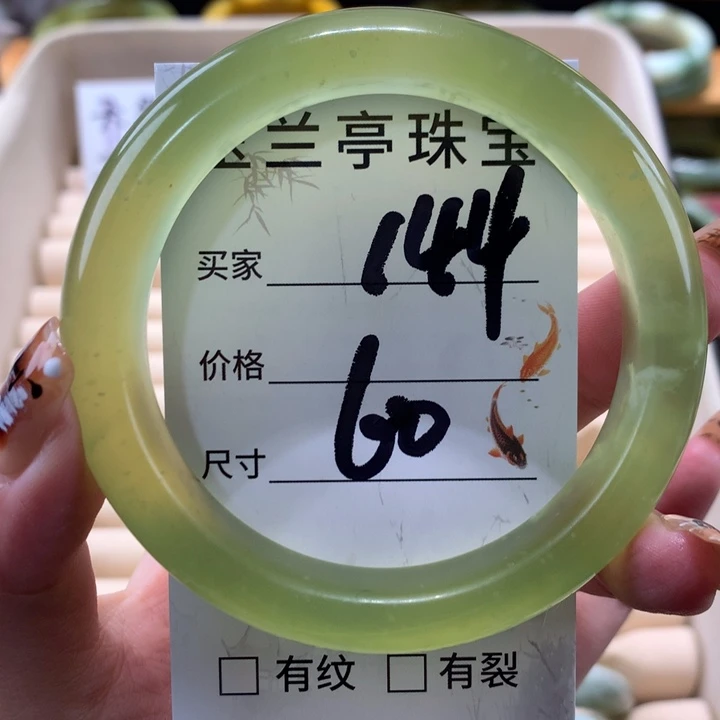 兰亭珠宝
买家 144
价格
尺寸 60
□ 有纹 □ 有裂